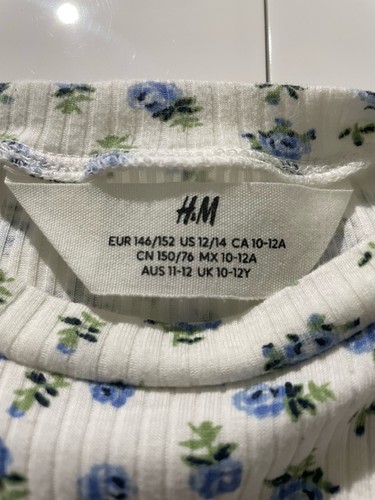 H&M
EUR 146/152 US 12/14 CA 10-12A
CN 150/76 MX 10-12A
AUS 11-12 UK 10-12Y